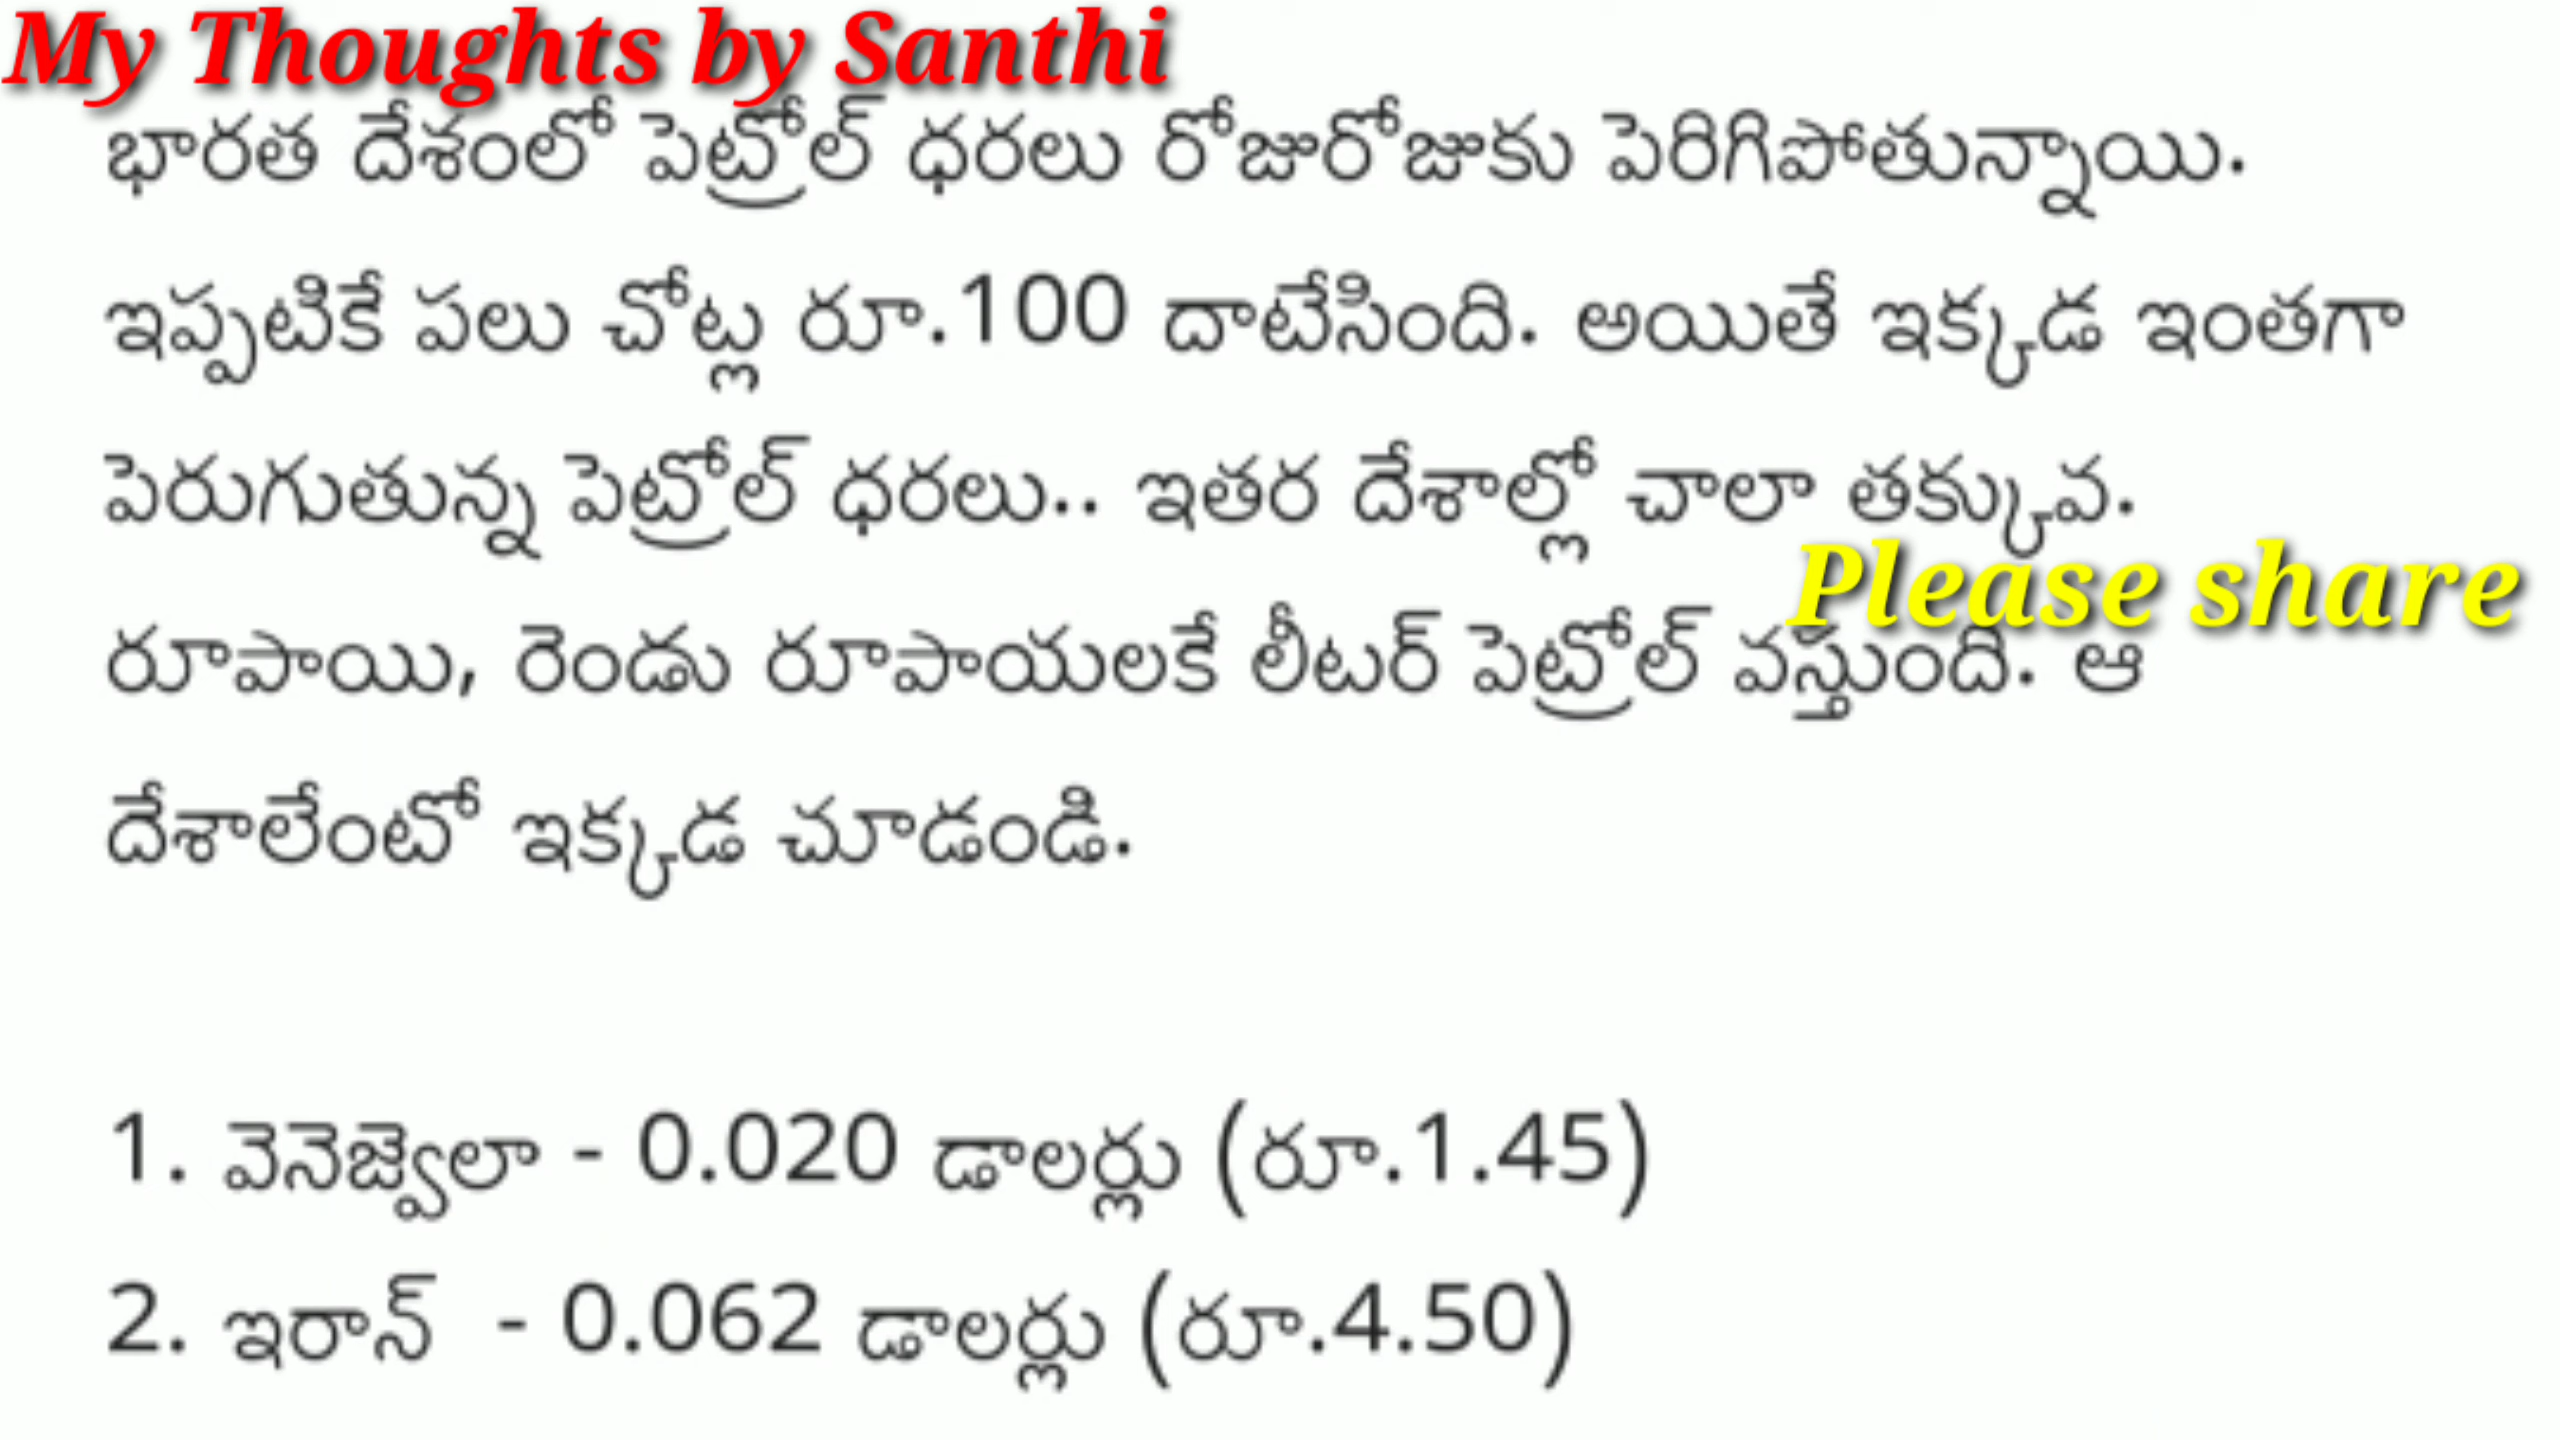 My Thoughts by Santhi
భారత దేశంలో పెట్రోల్ ధరలు రోజురోజుకు పెరిగిపోతున్నాయి.
ఇప్పటికే పలు చోట్ల రూ.100 దాటేసింది. అయితే ఇక్కడ ఇంతగా
పెరుగుతున్న పెట్రోల్ ధరలు.. ఇతర దేశాల్లో చాలా తక్కువ.
Please share
రూపాయి, రెండు రూపాయలకే లీటర్ పెట్రోల్ వస్తుంది. ఆ
దేశాలేంటో ఇక్కడ చూడండి.
1. వెనెజ్వెలా - 0.020 డాలర్లు (రూ.1.45)
2. ఇరాన్ - 0.062 డాలర్లు (రూ.4.50)